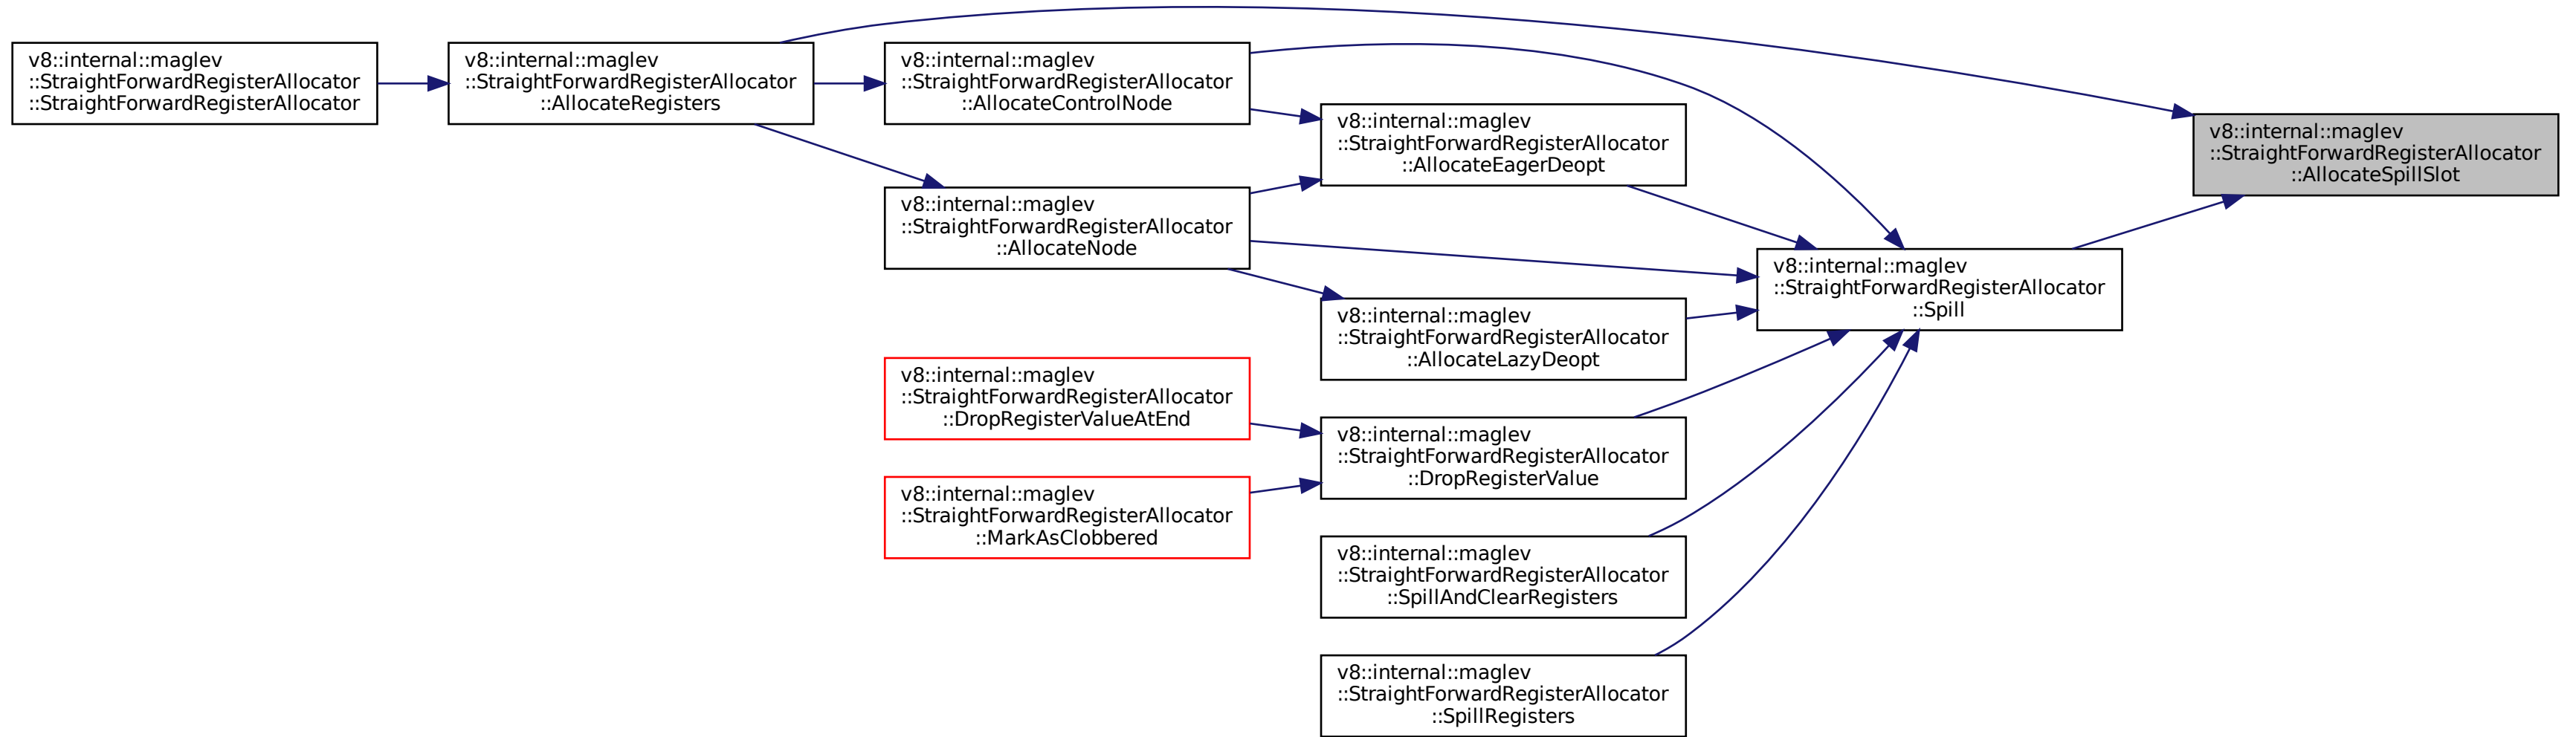 v8::internal::maglev
::StraightForwardRegisterAllocator
::StraightForwardRegisterAllocator
v8::internal::maglev
::StraightForwardRegisterAllocator
::AllocateRegisters
v8::internal::maglev
::StraightForwardRegisterAllocator
::AllocateControlNode
v8::internal::maglev
::StraightForwardRegisterAllocator
::AllocateNode
v8::internal::maglev
::StraightForwardRegisterAllocator
::DropRegisterValueAtEnd
v8::internal::maglev
::StraightForwardRegisterAllocator
::MarkAsClobbered
v8::internal::maglev
::StraightForwardRegisterAllocator
::AllocateEagerDeopt
v8::internal::maglev
::StraightForwardRegisterAllocator
::AllocateLazyDeopt
v8::internal::maglev
::StraightForwardRegisterAllocator
::DropRegisterValue
v8::internal::maglev
::StraightForwardRegisterAllocator
::SpillAndClearRegisters
v8::internal::maglev
::StraightForwardRegisterAllocator
::SpillRegisters
v8::internal::maglev
::StraightForwardRegisterAllocator
::Spill
v8::internal::maglev
::StraightForwardRegisterAllocator
::AllocateSpillSlot